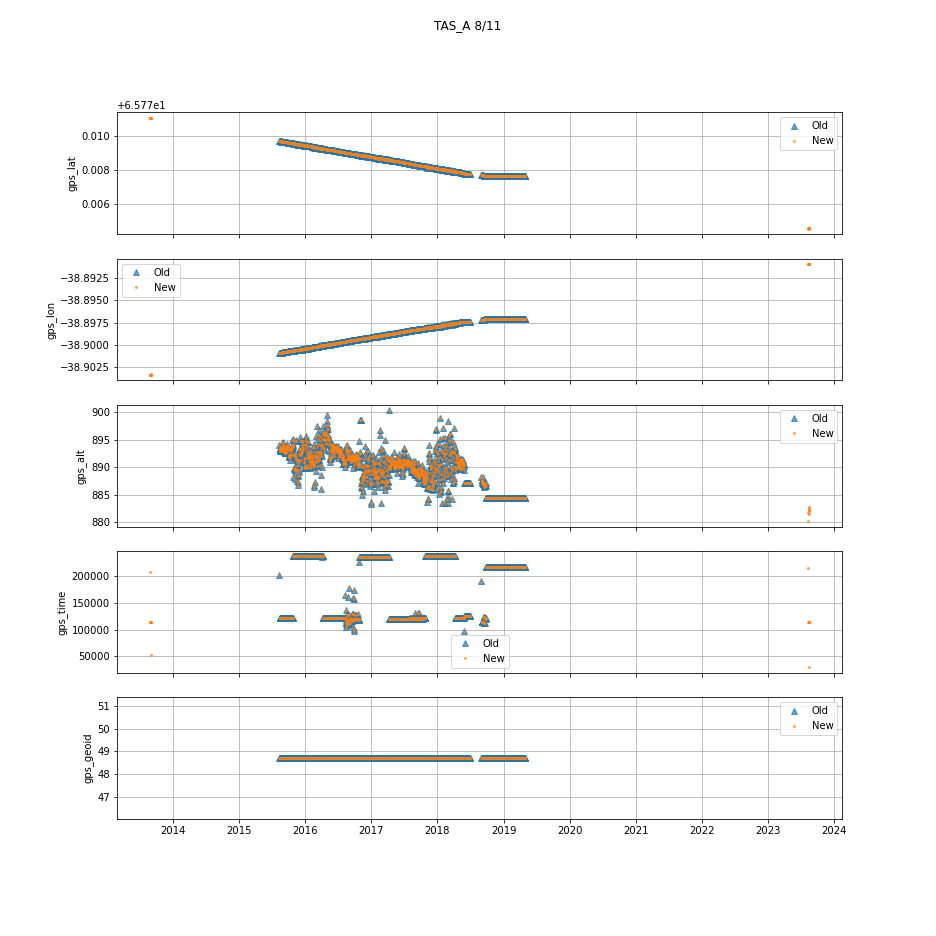 TAS_A 8/11
+6.577e1
0.010
0.008
0.006
gps_lat
Old
New
−38.8925
−38.8950
−38.8975
−38.9000
−38.9025
gps_lon
Old
New
900
895
890
885
880
gps_alt
Old
New
200000
150000
100000
50000
gps_time
Old
New
51
50
49
48
47
gps_geoid
Old
New
2014 2015 2016 2017 2018 2019 2020 2021 2022 2023 2024